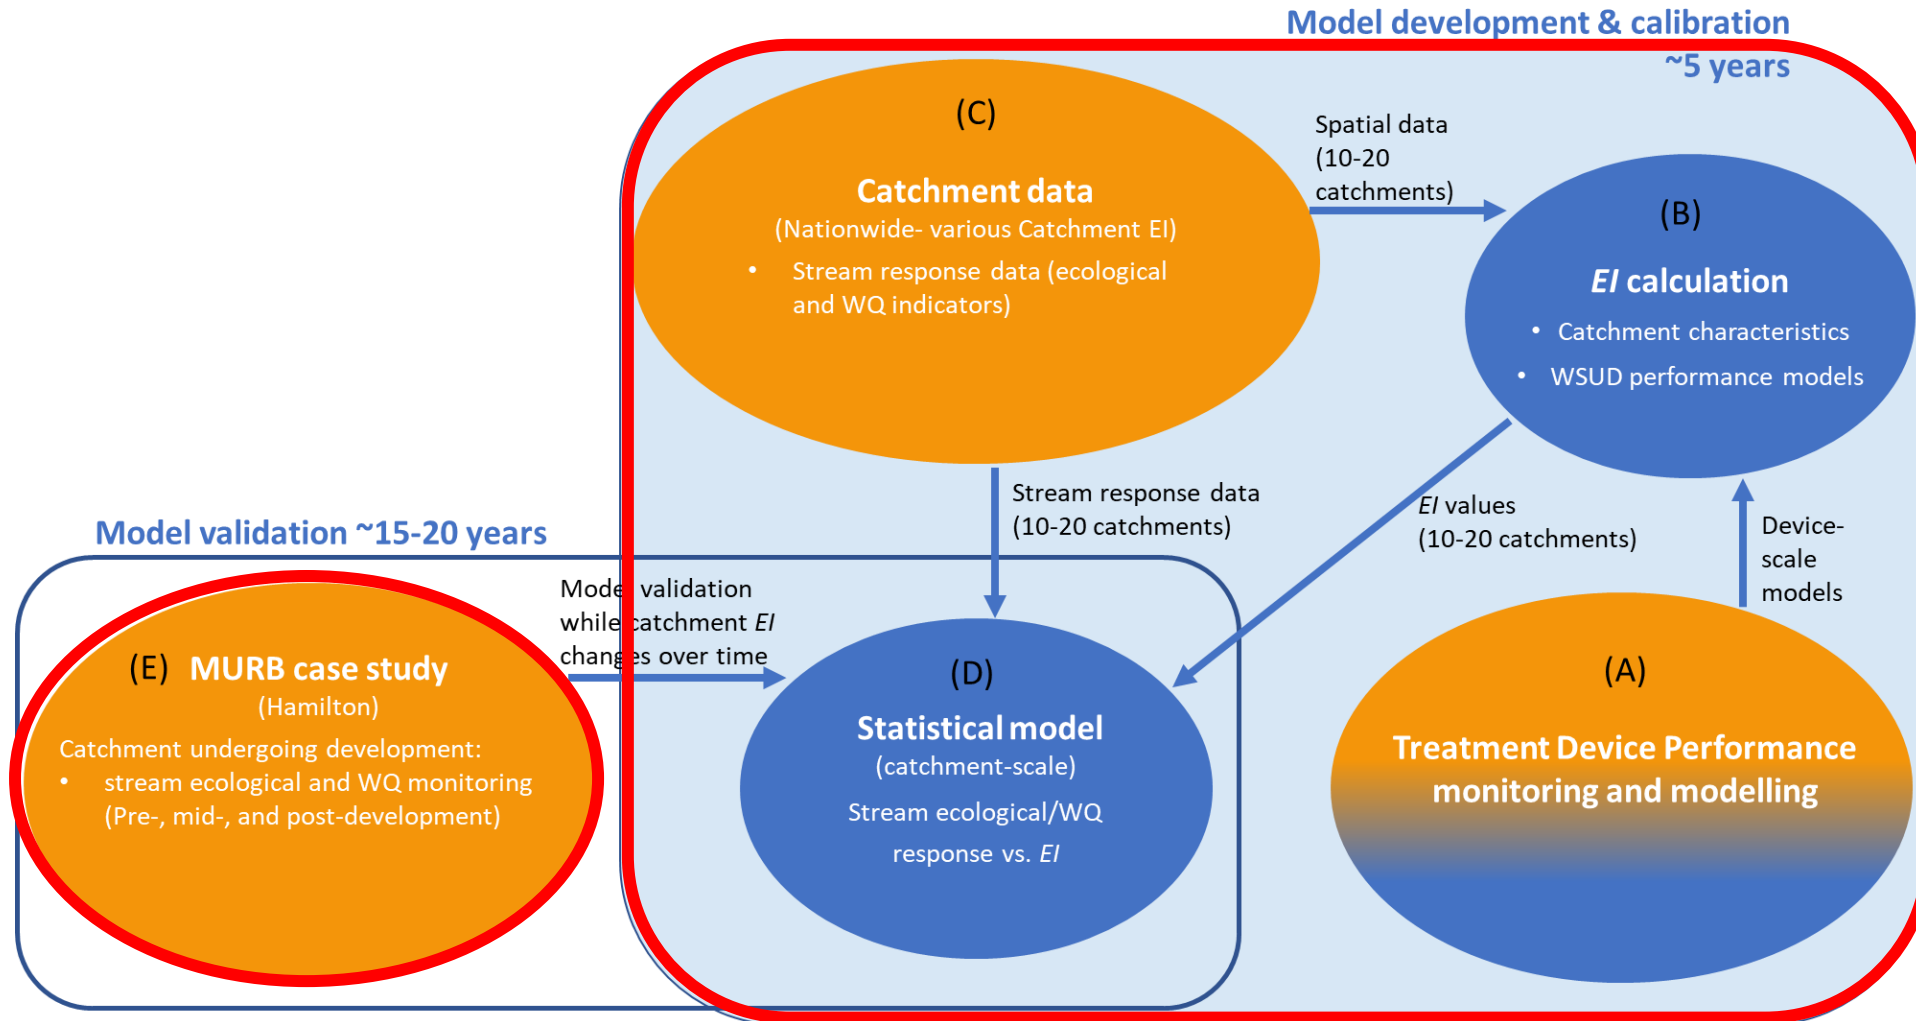 Model development & calibration
~5 years
(C)
Catchment data
(Nationwide- various Catchment EI)
• Stream response data (ecological
and WQ indicators)
Spatial data
(10-20
catchments)
(B)
EI calculation
• Catchment characteristics
• WSUD performance models
Stream response data
(10-20 catchments)
EI values
(10-20 catchments)
Device-
scale
models
Model validation ~15-20 years
Model validation
while catchment EI
changes over time
(E) MURB case study
(Hamilton)
Catchment undergoing development:
• stream ecological and WQ monitoring
(Pre-, mid-, and post-development)
(D)
Statistical model
(catchment-scale)
Stream ecological/WQ
response vs. EI
(A)
Treatment Device Performance
monitoring and modelling